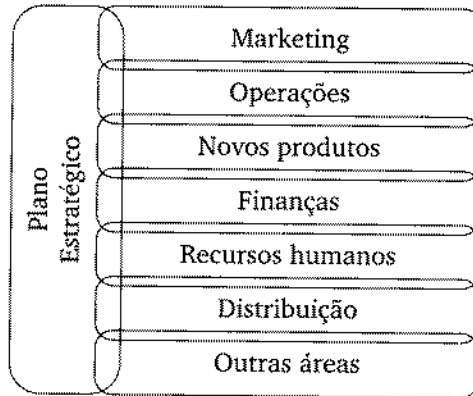 Plano
Estratégico
Marketing
Operações
Novos produtos
Finanças
Recursos humanos
Distribuição
Outras áreas